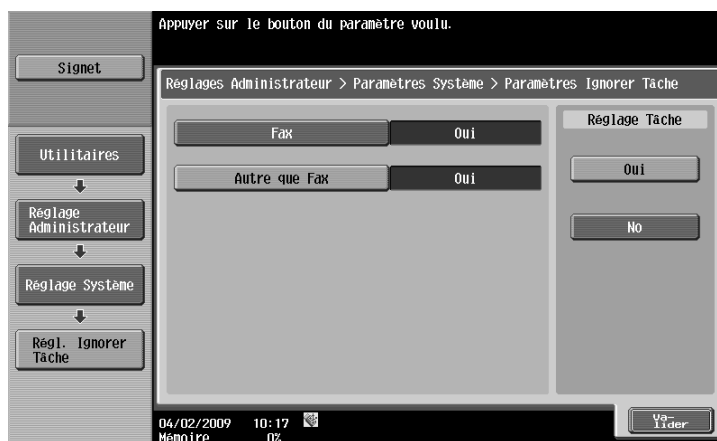 Appuyer sur le bouton du paramètre voulu.
Signet
Réglages Administrateur > Paramètres Système > Paramètres Ignorer Tâche
Utilitaires
Réglage
Administrateur
Réglage Système
Régl. Ignorer
Tâche
Fax
Oui
Autre que Fax
Oui
Réglage Tâche
Oui
No
04/02/2009 10:17
Mémoire 0%
Va-
lider